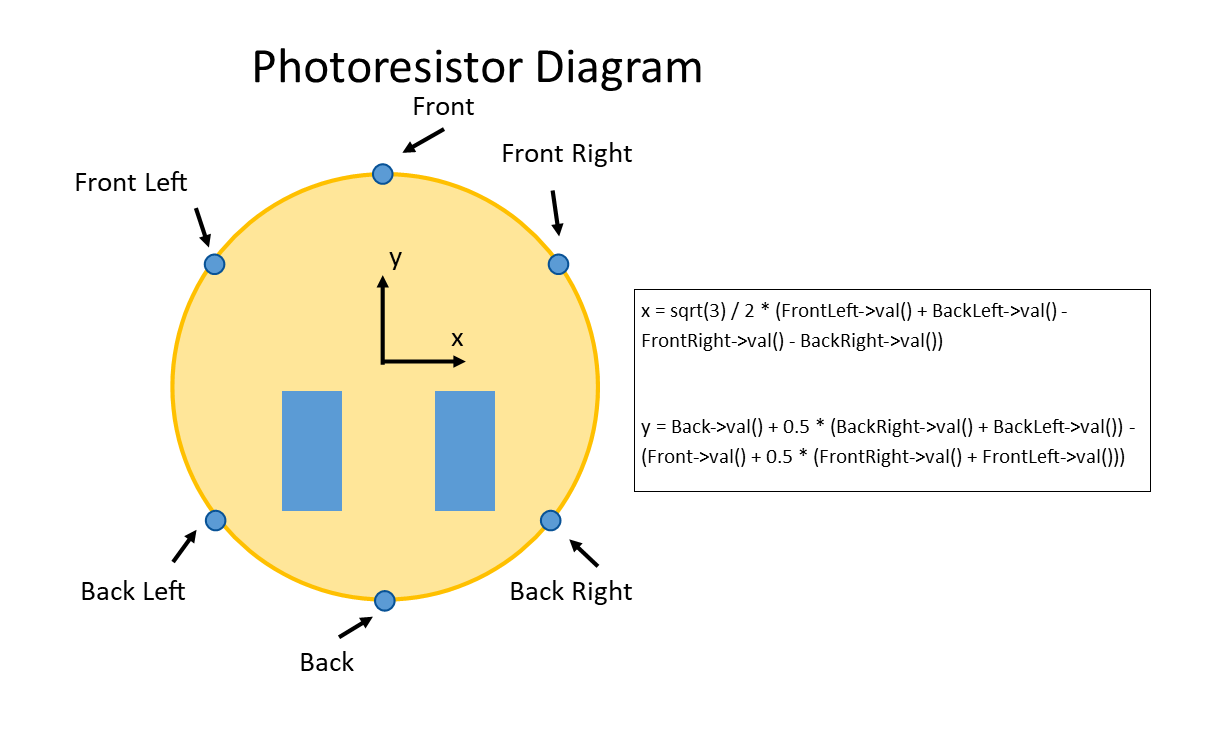 Photoresistor Diagram
Front
Front Right
Front Left
y
x
x = sqrt(3) / 2 * (FrontLeft->val() + BackLeft->val() -
FrontRight->val() - BackRight->val())
y = Back->val() + 0.5 * (BackRight->val() + BackLeft->val()) -
(Front->val() + 0.5 * (FrontRight->val() + FrontLeft->val()))
Back Left
Back Right
Back